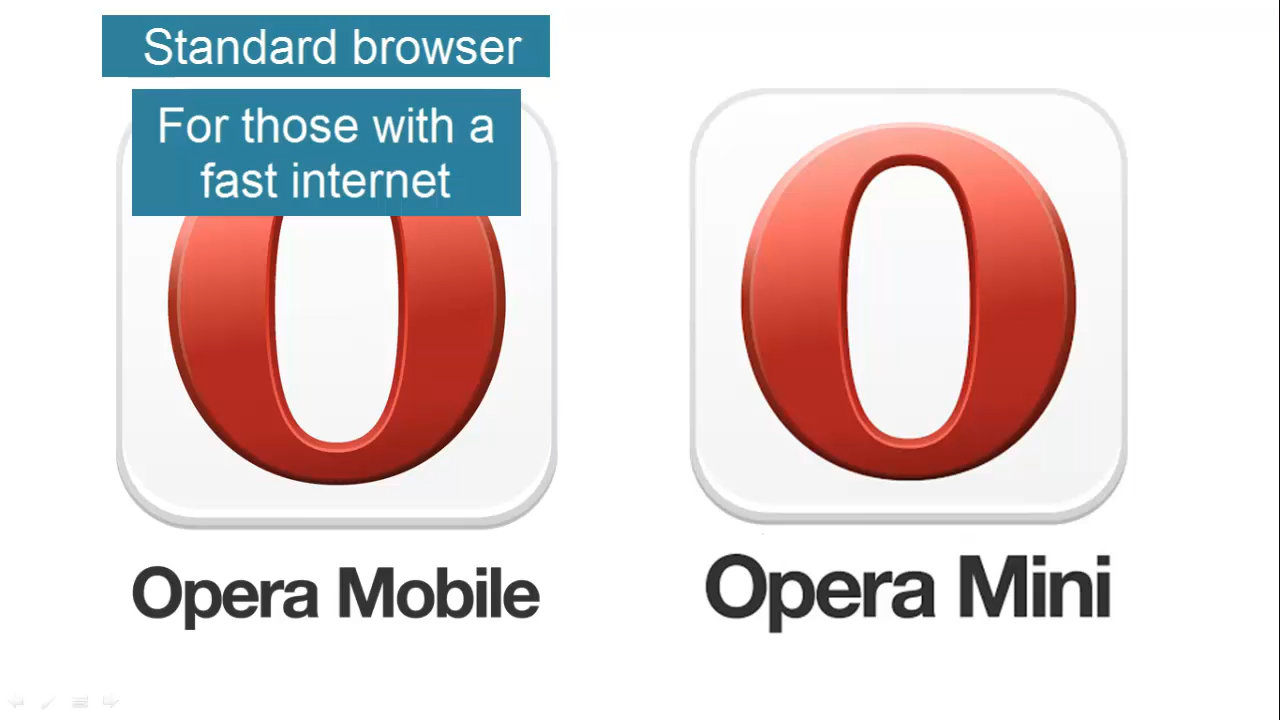 Standard browser
For those with a
fast internet
Opera Mobile
Opera Mini